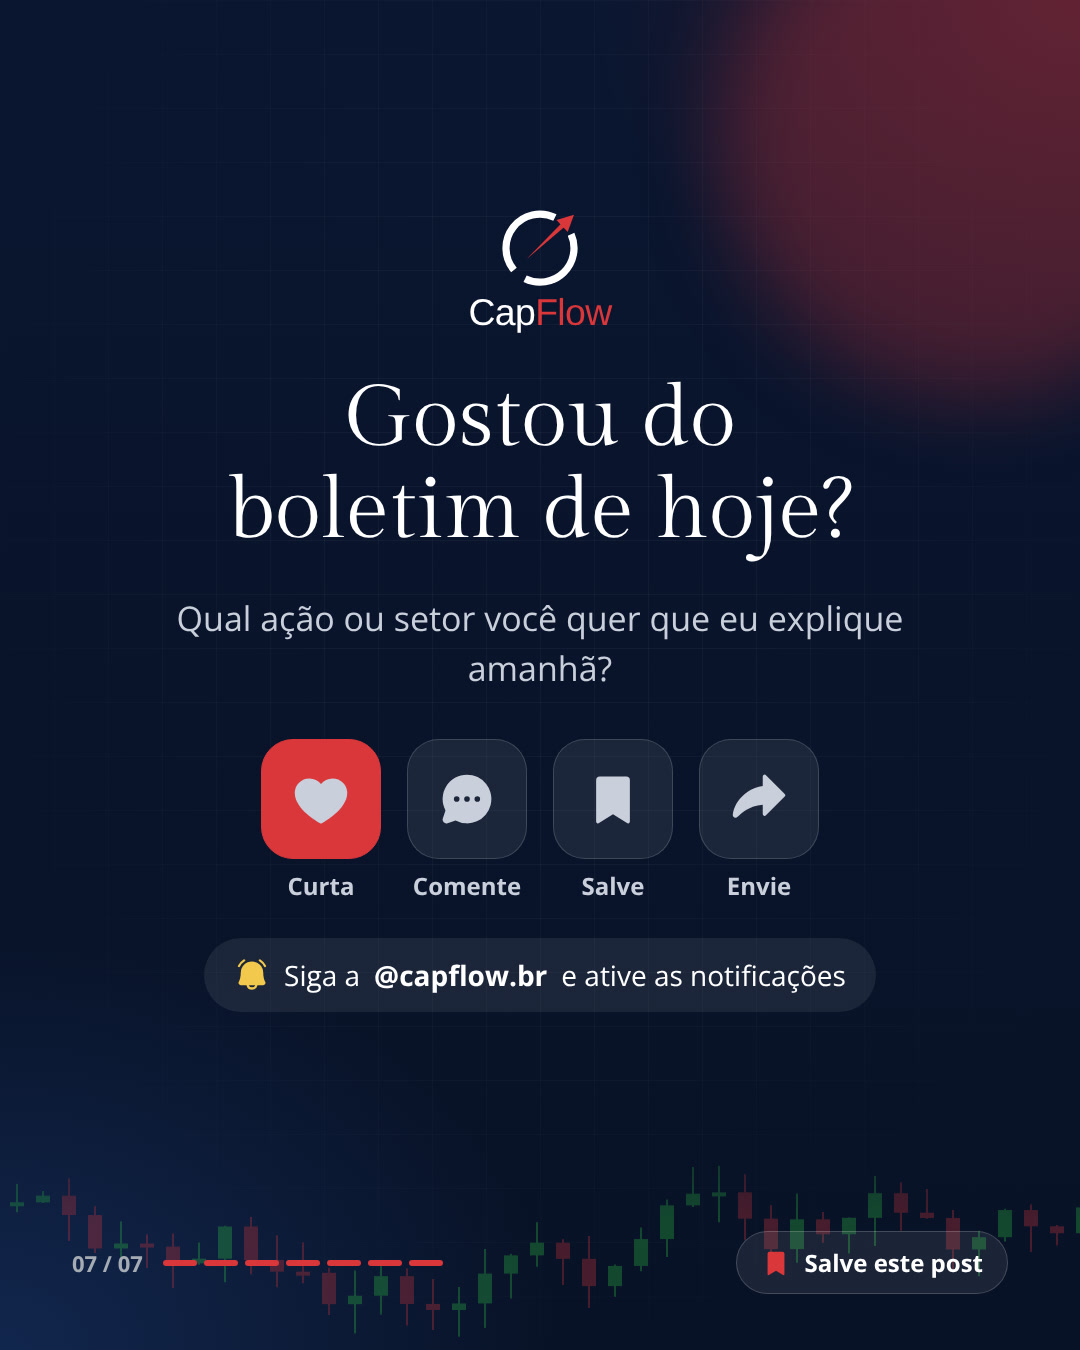 CapFlow
Gostou do
boletim de hoje?
Qual ação ou setor você quer que eu explique
amanhã?
Curta
Comente
Salve
Envie
Siga a @capflow.br e ative as notificações
07 / 07
Salve este post